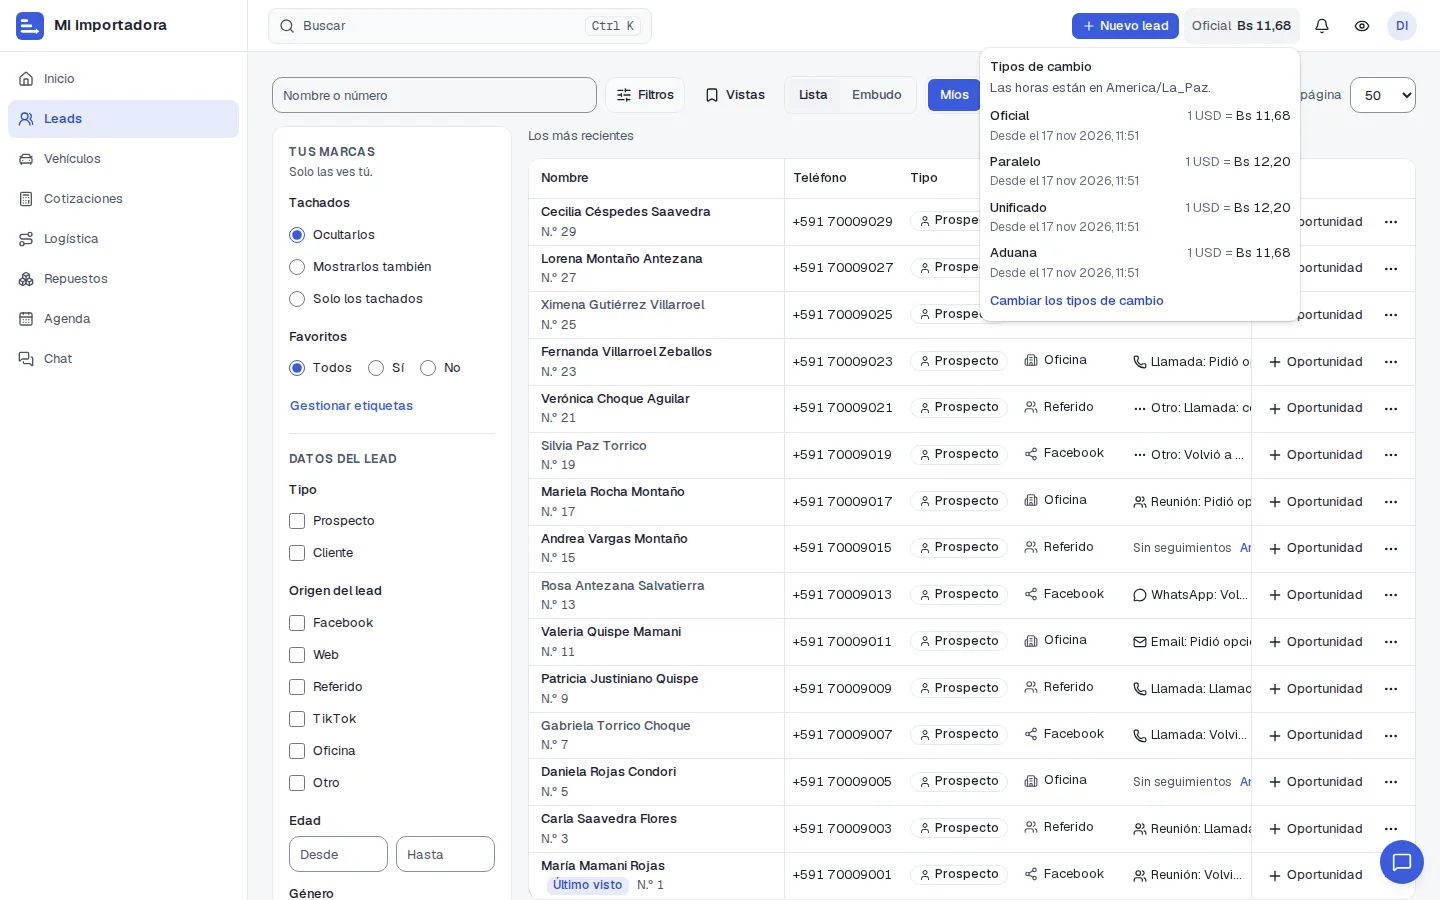 Mi Importadora
Buscar
Ctrl K
Nuevo lead
Oficial Bs 11,68
DI
Inicio
Leads
Vehículos
Cotizaciones
Logística
Repuestos
Agenda
Chat
Nombre o número
Filtros
Vistas
Lista
Embudo
Míos
página
50
Tipos de cambio
Las horas están en America/La_Paz.
Oficial 1 USD = Bs 11,68
Desde el 17 nov 2026, 11:51
Paralelo 1 USD = Bs 12,20
Desde el 17 nov 2026, 11:51
Unificado 1 USD = Bs 12,20
Desde el 17 nov 2026, 11:51
Aduana 1 USD = Bs 11,68
Desde el 17 nov 2026, 11:51
Cambiar los tipos de cambio
TUS MARCAS
Solo las ves tú.
Tachados
Ocultarlos
Mostrarlos también
Solo los tachados
Favoritos
Todos Sí No
Gestionar etiquetas
DATOS DEL LEAD
Tipo
Prospecto
Cliente
Origen del lead
Facebook
Web
Referido
TikTok
Oficina
Otro
Edad
Desde Hasta
Género
Los más recientes
Nombre Teléfono Tipo
Cecilia Céspedes Saavedra
N.º 29 +591 70009029 Prospe portunidad
Lorena Montaño Antezana
N.º 27 +591 70009027 Prospe portunidad
Ximena Gutiérrez Villarroel
N.º 25 +591 70009025 Prospec portunidad
Fernanda Villarroel Zeballos
N.º 23 +591 70009023 Prospecto Oficina Llamada: Pidió o Oportunidad
Verónica Choque Aguilar
N.º 21 +591 70009021 Prospecto Referido Otro: Llamada: c Oportunidad
Silvia Paz Torrico
N.º 19 +591 70009019 Prospecto Facebook Otro: Volvió a ... Oportunidad
Mariela Rocha Montaño
N.º 17 +591 70009017 Prospecto Oficina Reunión: Pidió op Oportunidad
Andrea Vargas Montaño
N.º 15 +591 70009015 Prospecto Referido Sin seguimientos Ar Oportunidad
Rosa Antezana Salvatierra
N.º 13 +591 70009013 Prospecto Facebook WhatsApp: Vol... Oportunidad
Valeria Quispe Mamani
N.º 11 +591 70009011 Prospecto Oficina Email: Pidió opci Oportunidad
Patricia Justiniano Quispe
N.º 9 +591 70009009 Prospecto Referido Llamada: Llamad Oportunidad
Gabriela Torrico Choque
N.º 7 +591 70009007 Prospecto Facebook Llamada: Volvi... Oportunidad
Daniela Rojas Condori
N.º 5 +591 70009005 Prospecto Oficina Sin seguimientos Ar Oportunidad
Carla Saavedra Flores
N.º 3 +591 70009003 Prospecto Referido Reunión: Llamada Oportunidad
María Mamani Rojas
Último visto N.º 1 +591 70009001 Prospecto Facebook Reunión: Volvi... Oportunidad